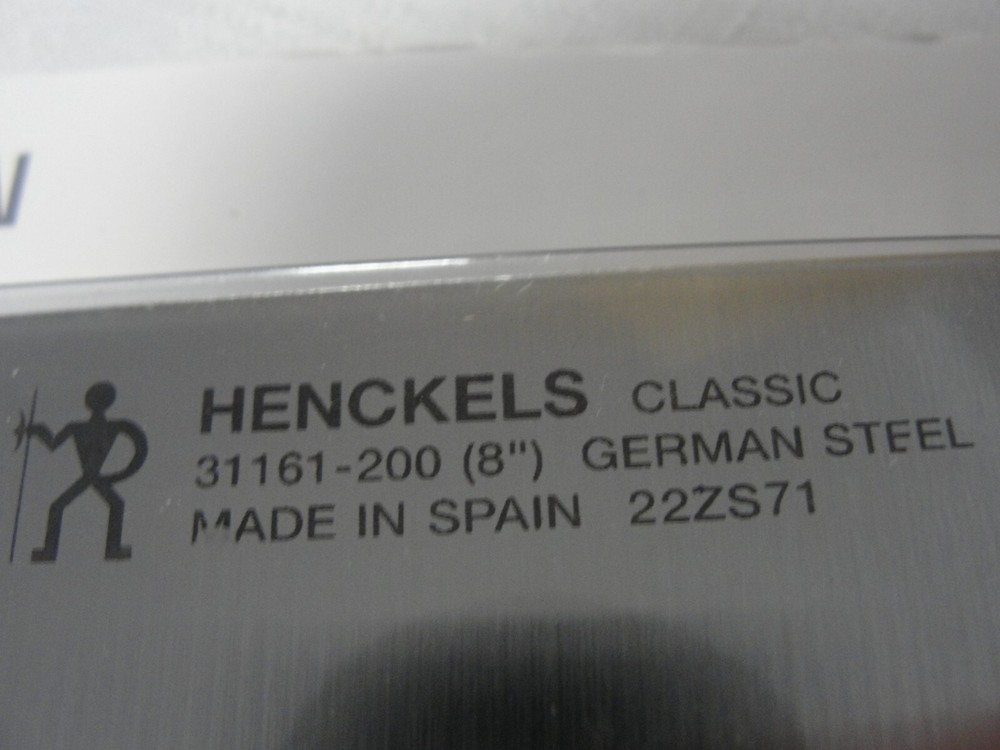 HENCKELS CLASSIC
31161-200 (8") GERMAN STEEL
MADE IN SPAIN 22ZS71